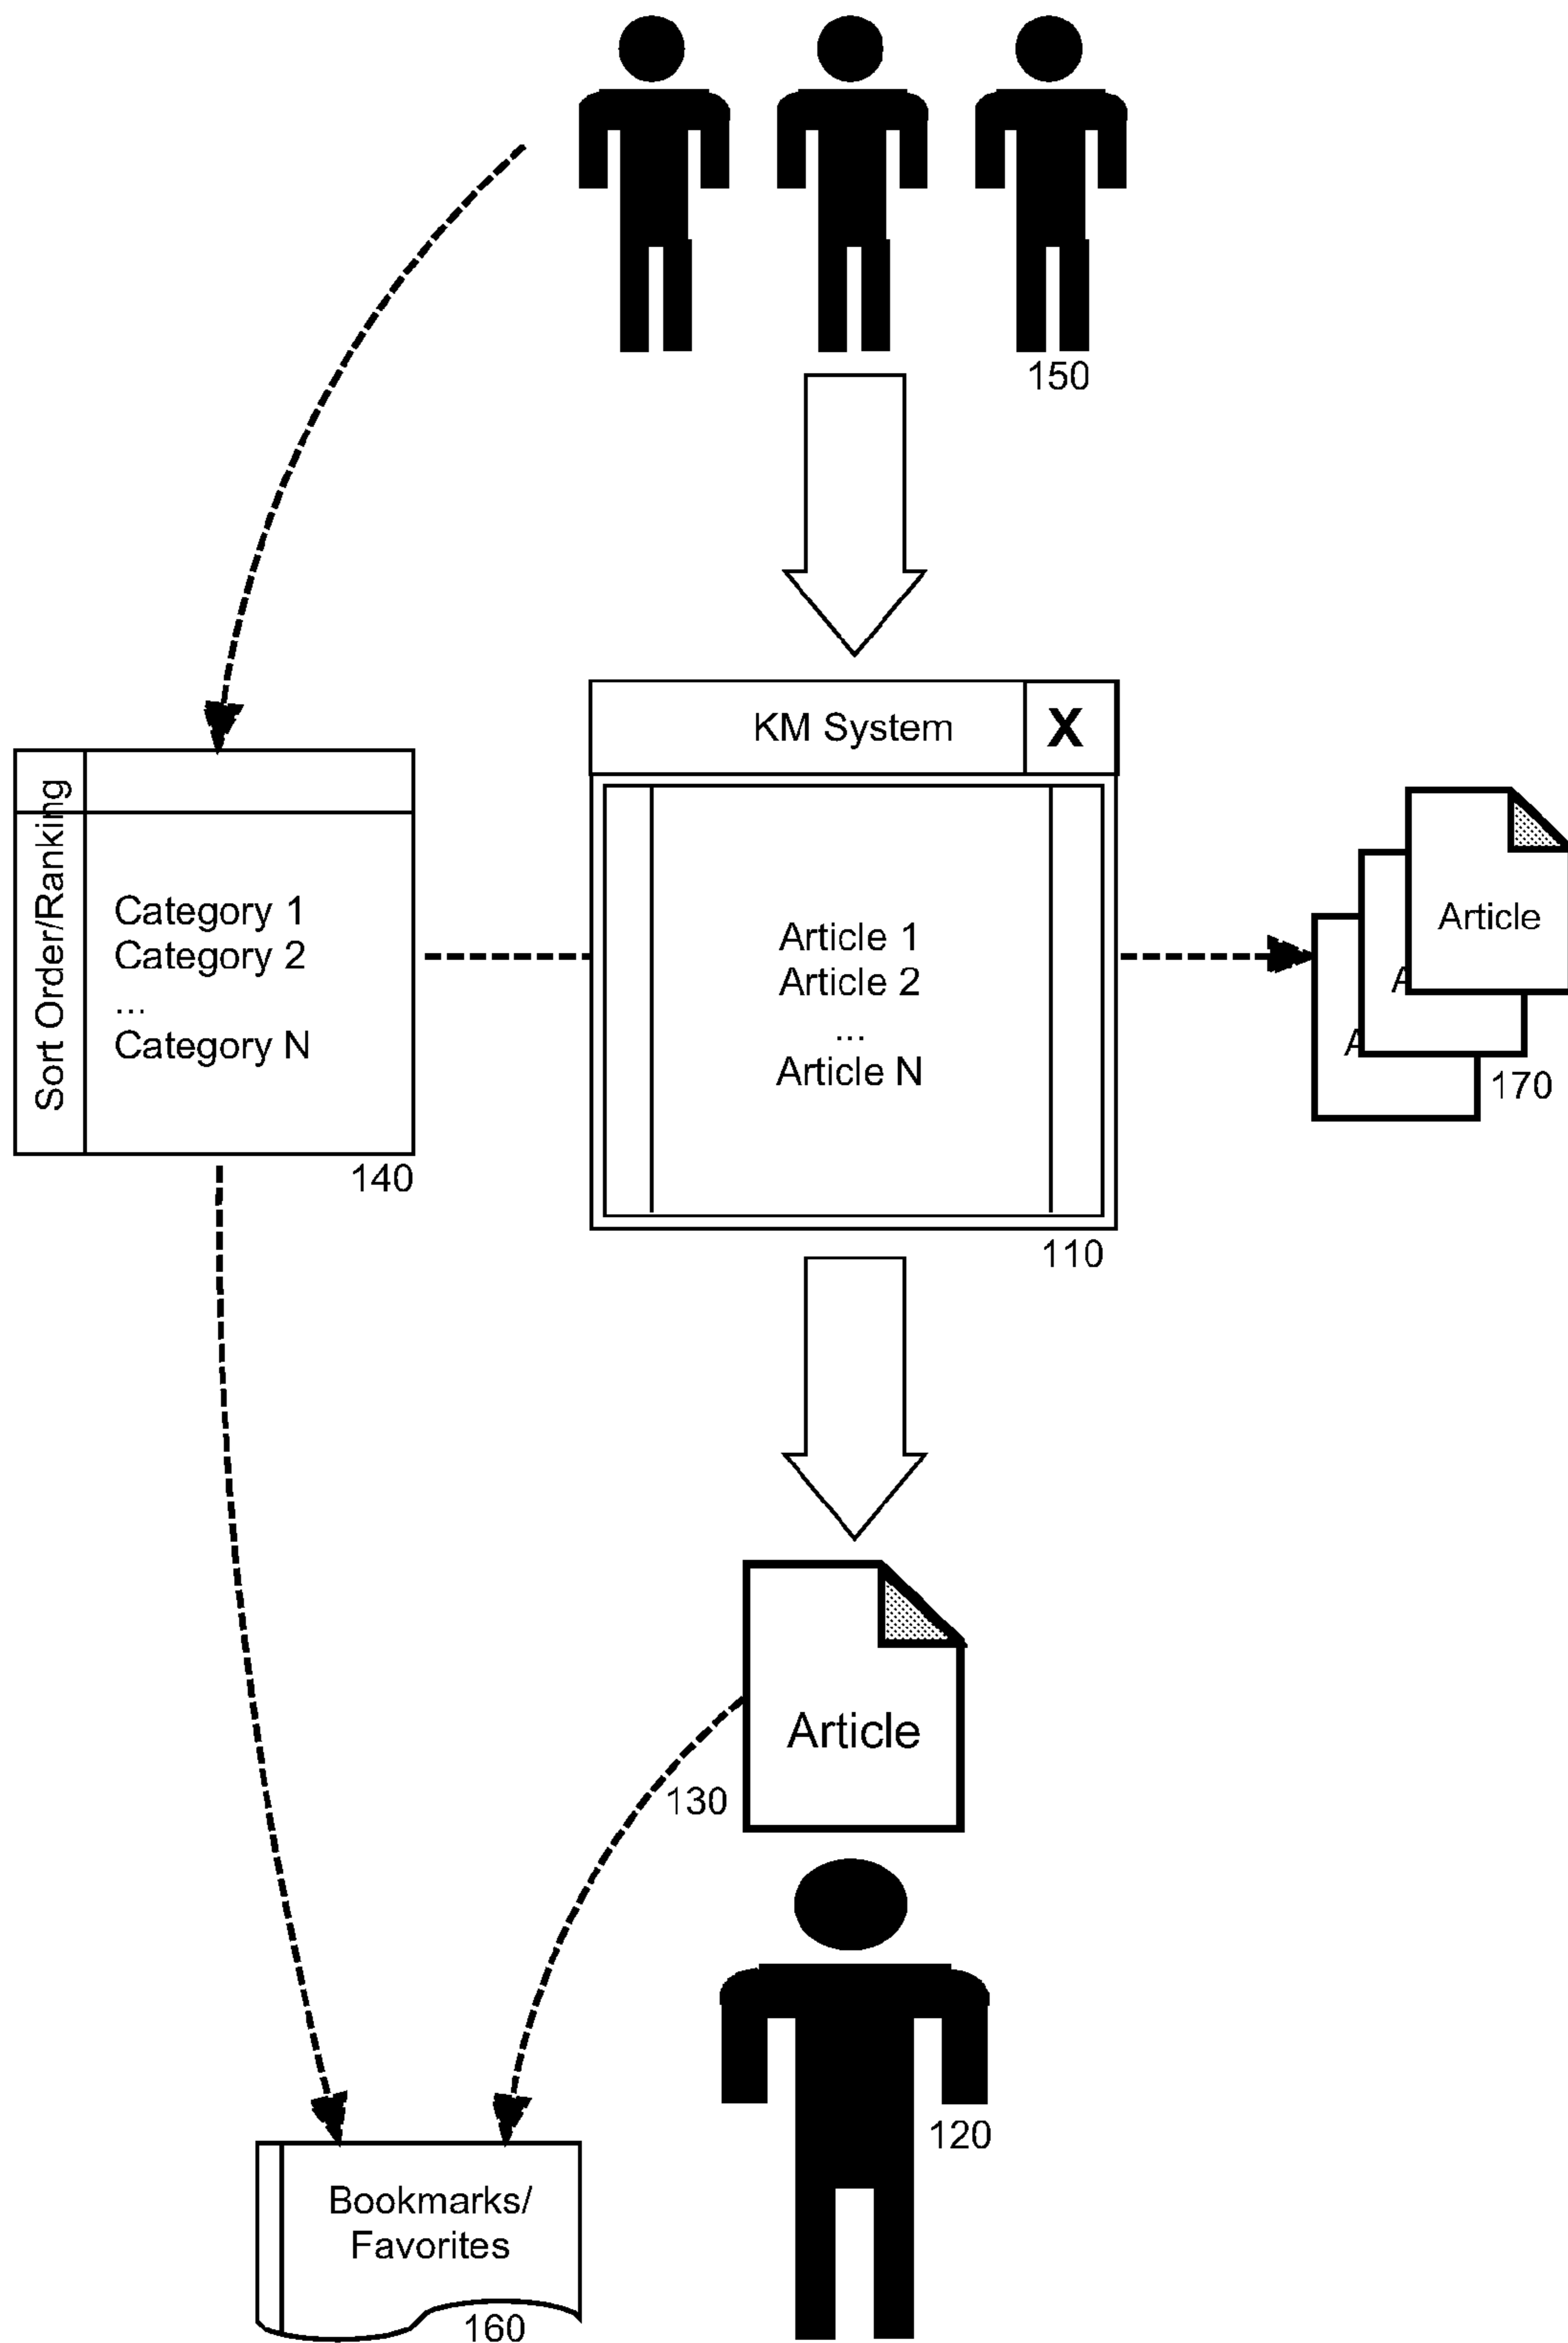 150
KM System X
Sort Order/Ranking
Category 1
Category 2
...
Category N
140
Article 1
Article 2
...
Article N
110
Article
A
A
170
Article
130
120
Bookmarks/
Favorites
160